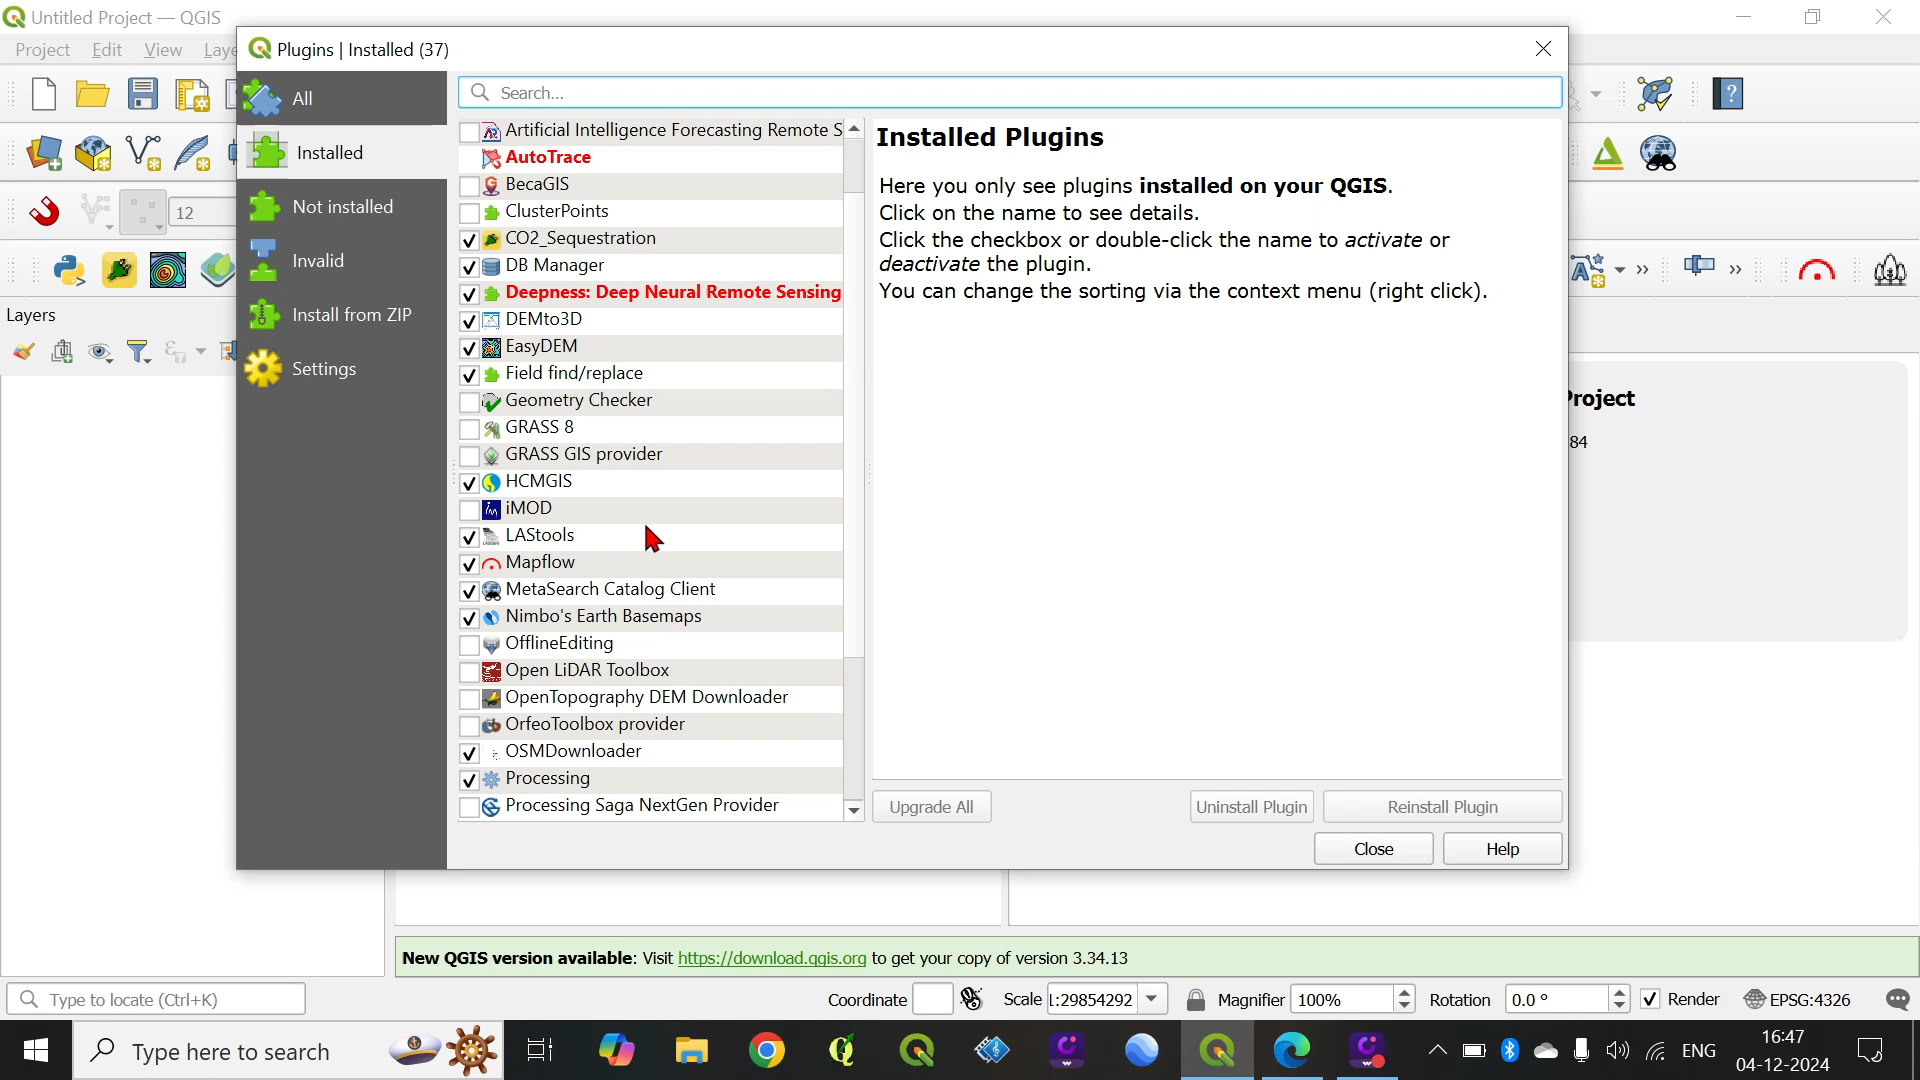 Untitled Project — QGIS
Project Edit View Laye
Plugins | Installed (37)
All
Installed
Not installed
Invalid
Install from ZIP
Settings
Search...
Artificial Intelligence Forecasting Remote S
AutoTrace
BecaGIS
ClusterPoints
CO2_Sequestration
DB Manager
Deepness: Deep Neural Remote Sensing
DEMto3D
EasyDEM
Field find/replace
Geometry Checker
GRASS 8
GRASS GIS provider
HCMGIS
iMOD
LAStools
Mapflow
MetaSearch Catalog Client
Nimbo's Earth Basemaps
OfflineEditing
Open LiDAR Toolbox
OpenTopography DEM Downloader
OrfeoToolbox provider
OSMDownloader
Processing
Processing Saga NextGen Provider
Installed Plugins
Here you only see plugins installed on your QGIS.
Click on the name to see details.
Click the checkbox or double-click the name to activate or
deactivate the plugin.
You can change the sorting via the context menu (right click).
Upgrade All
Uninstall Plugin
Reinstall Plugin
Close
Help
12
Layers
Project
84
New QGIS version available: Visit https://download.qgis.org to get your copy of version 3.34.13
Type to locate (Ctrl+K)
Coordinate
Scale 1:29854292
Magnifier 100%
Rotation 0.0 °
Render
EPSG:4326
Type here to search
ENG
16:47
04-12-2024